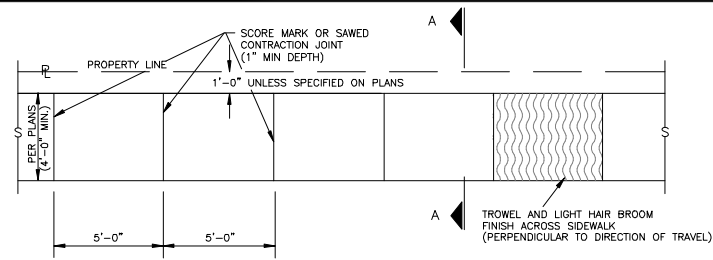 A
SCORE MARK OR SAWED
CONTRACTION JOINT
(1" MIN DEPTH)
PL
PROPERTY LINE
1'-0" UNLESS SPECIFIED ON PLANS
S
PER PLANS
(4'-0" MIN.)
S
A
TROWEL AND LIGHT HAIR BROOM
FINISH ACROSS SIDEWALK
(PERPENDICULAR TO DIRECTION OF TRAVEL)
5'-0"
5'-0"